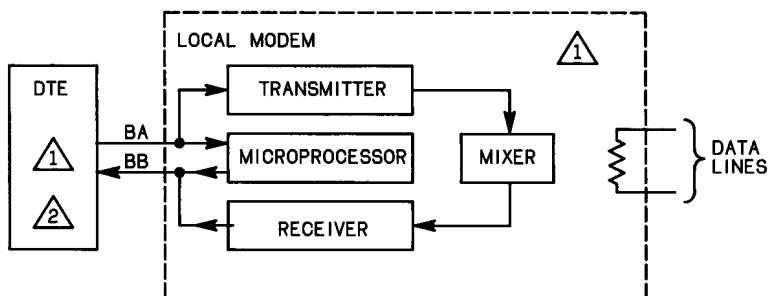 LOCAL MODEM
1
DTE
TRANSMITTER
BA
1
MICROPROCESSOR
MIXER
DATA
LINES
BB
2
RECEIVER